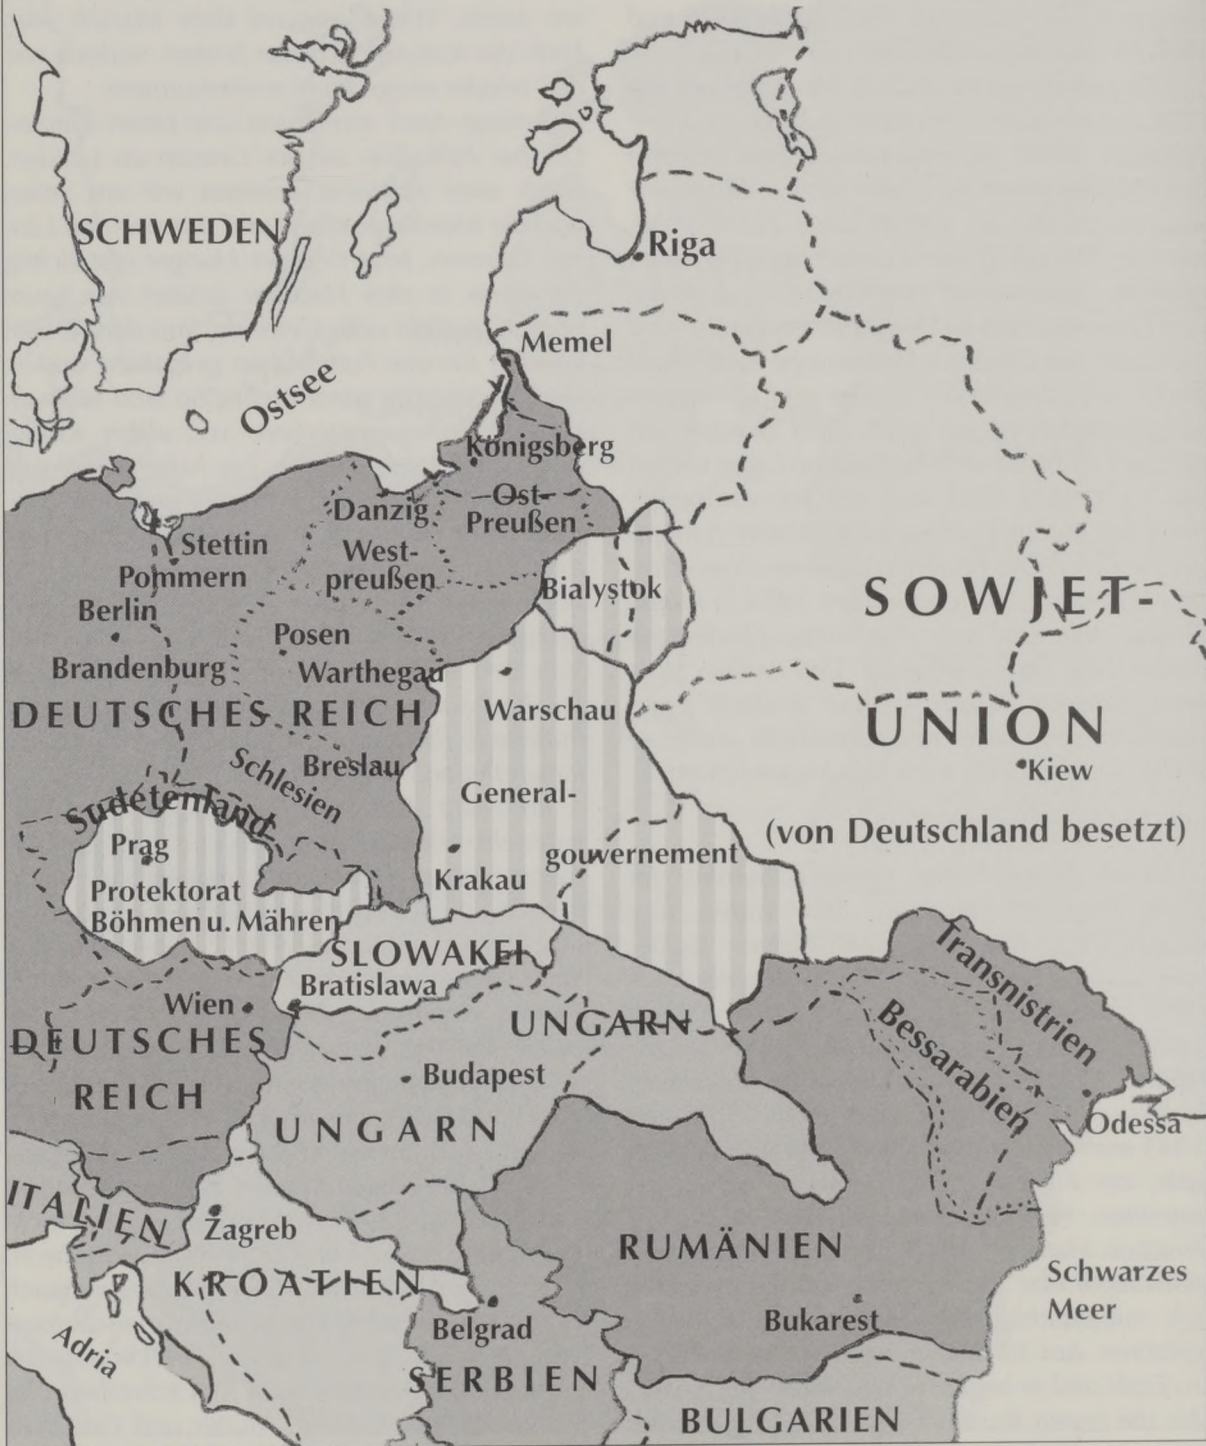 SCHWEDEN
Riga
Memel
Ostsee
Königsberg
Ost-
Preußen
Danzig
West-
preußen
Stettin
Pommern
Berlin
Bialystok
SOWJET-
UNION
Posen
Brandenburg
Warthegau
DEUTSCHES REICH
Warschau
Kiew
Breslau
Schlesien
General-
gouvernement
(von Deutschland besetzt)
Sudetenland
Prag
Krakau
Protektorat
Böhmen u. Mähren
SLOWAKEI
Bratislawa
Transnistrien
Bessarabien
Wien
DEUTSCHES
REICH
UNGARN
Budapest
UNGARN
Odessa
ITALIEN
Zagreb
KROATIEN
RUMÄNIEN
Schwarzes
Meer
Bukarest
Belgrad
Adria
SERBIEN
BULGARIEN